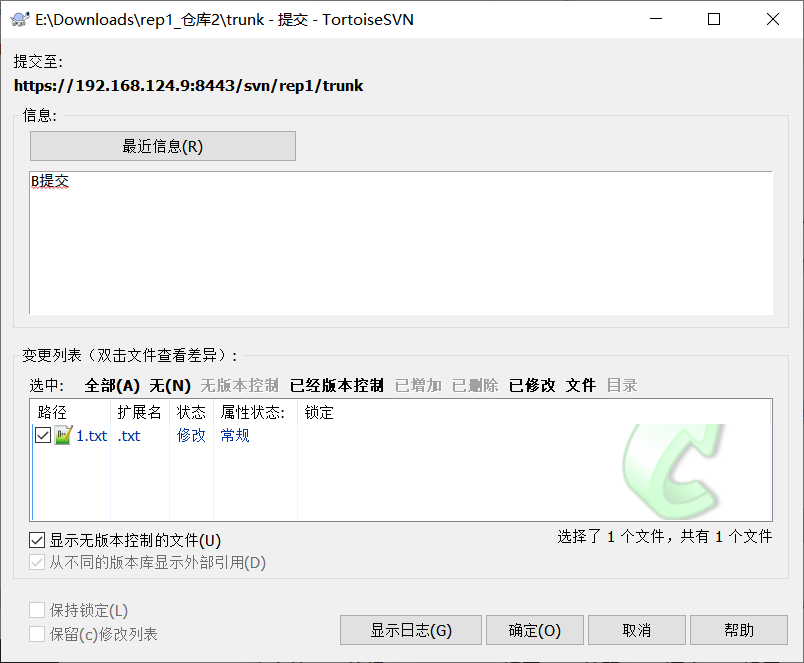 E:\Downloads\rep1_仓库2\trunk - 提交 - TortoiseSVN
提交至:
https://192.168.124.9:8443/svn/rep1/trunk
信息:
最近信息(R)
B提交
变更列表（双击文件查看差异）:
选中: 全部(A) 无(N) 无版本控制 已经版本控制 已增加 已删除 已修改 文件 目录
路径 扩展名 状态 属性状态: 锁定
1.txt .txt 修改 常规
显示无版本控制的文件(U) 选择了 1 个文件，共有 1 个文件
从不同的版本库显示外部引用(D)
保持锁定(L)
保留(c)修改列表
显示日志(G) 确定(O) 取消 帮助